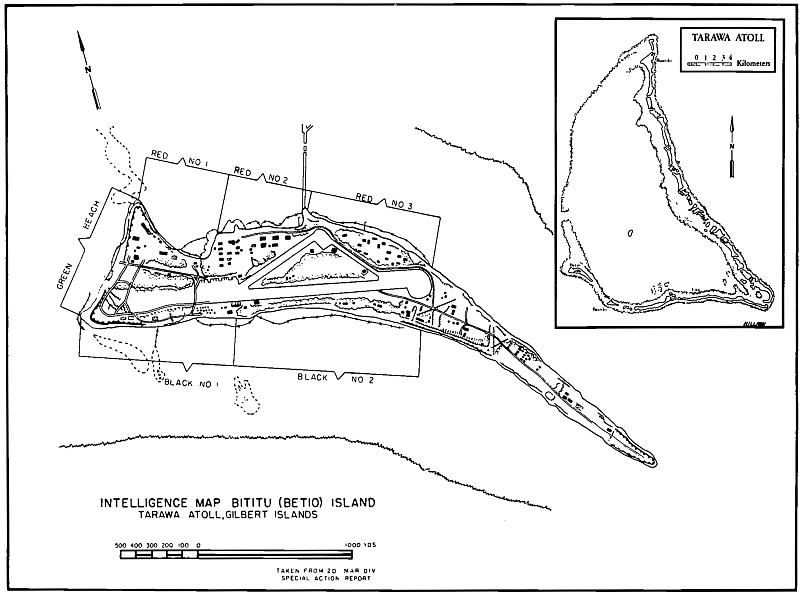 N
TARAWA ATOLL
0 1 2 3 4
Kilometers
N
RED NO 1
RED NO 2
RED NO 3
GREEN BEACH
BLACK NO 1
BLACK NO 2
INTELLIGENCE MAP BITITU (BETIO) ISLAND
TARAWA ATOLL, GILBERT ISLANDS
500 400 300 200 100 0 1000 YDS
TAKEN FROM 2D MAR DIV
SPECIAL ACTION REPORT